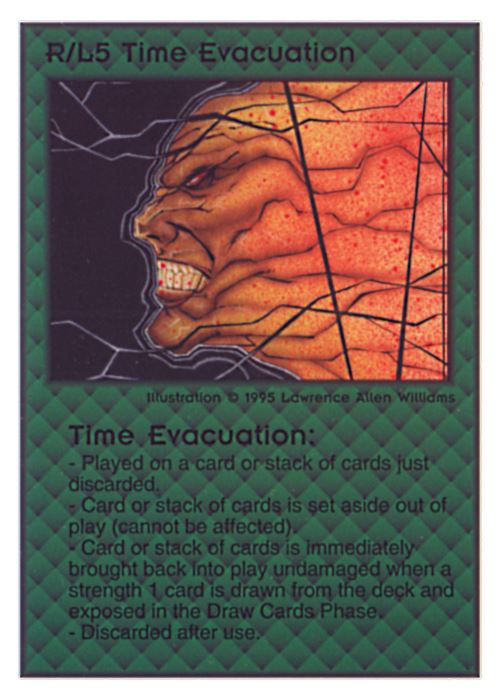 R/L5 Time Evacuation
Illustration © 1995 Lawrence Allen Williams
Time Evacuation:
- Played on a card or stack of cards just
discarded.
- Card or stack of cards is set aside out of
play (cannot be affected).
- Card or stack of cards is immediately
brought back into play undamaged when a
strength 1 card is drawn from the deck and
exposed in the Draw Cards Phase.
- Discarded after use.